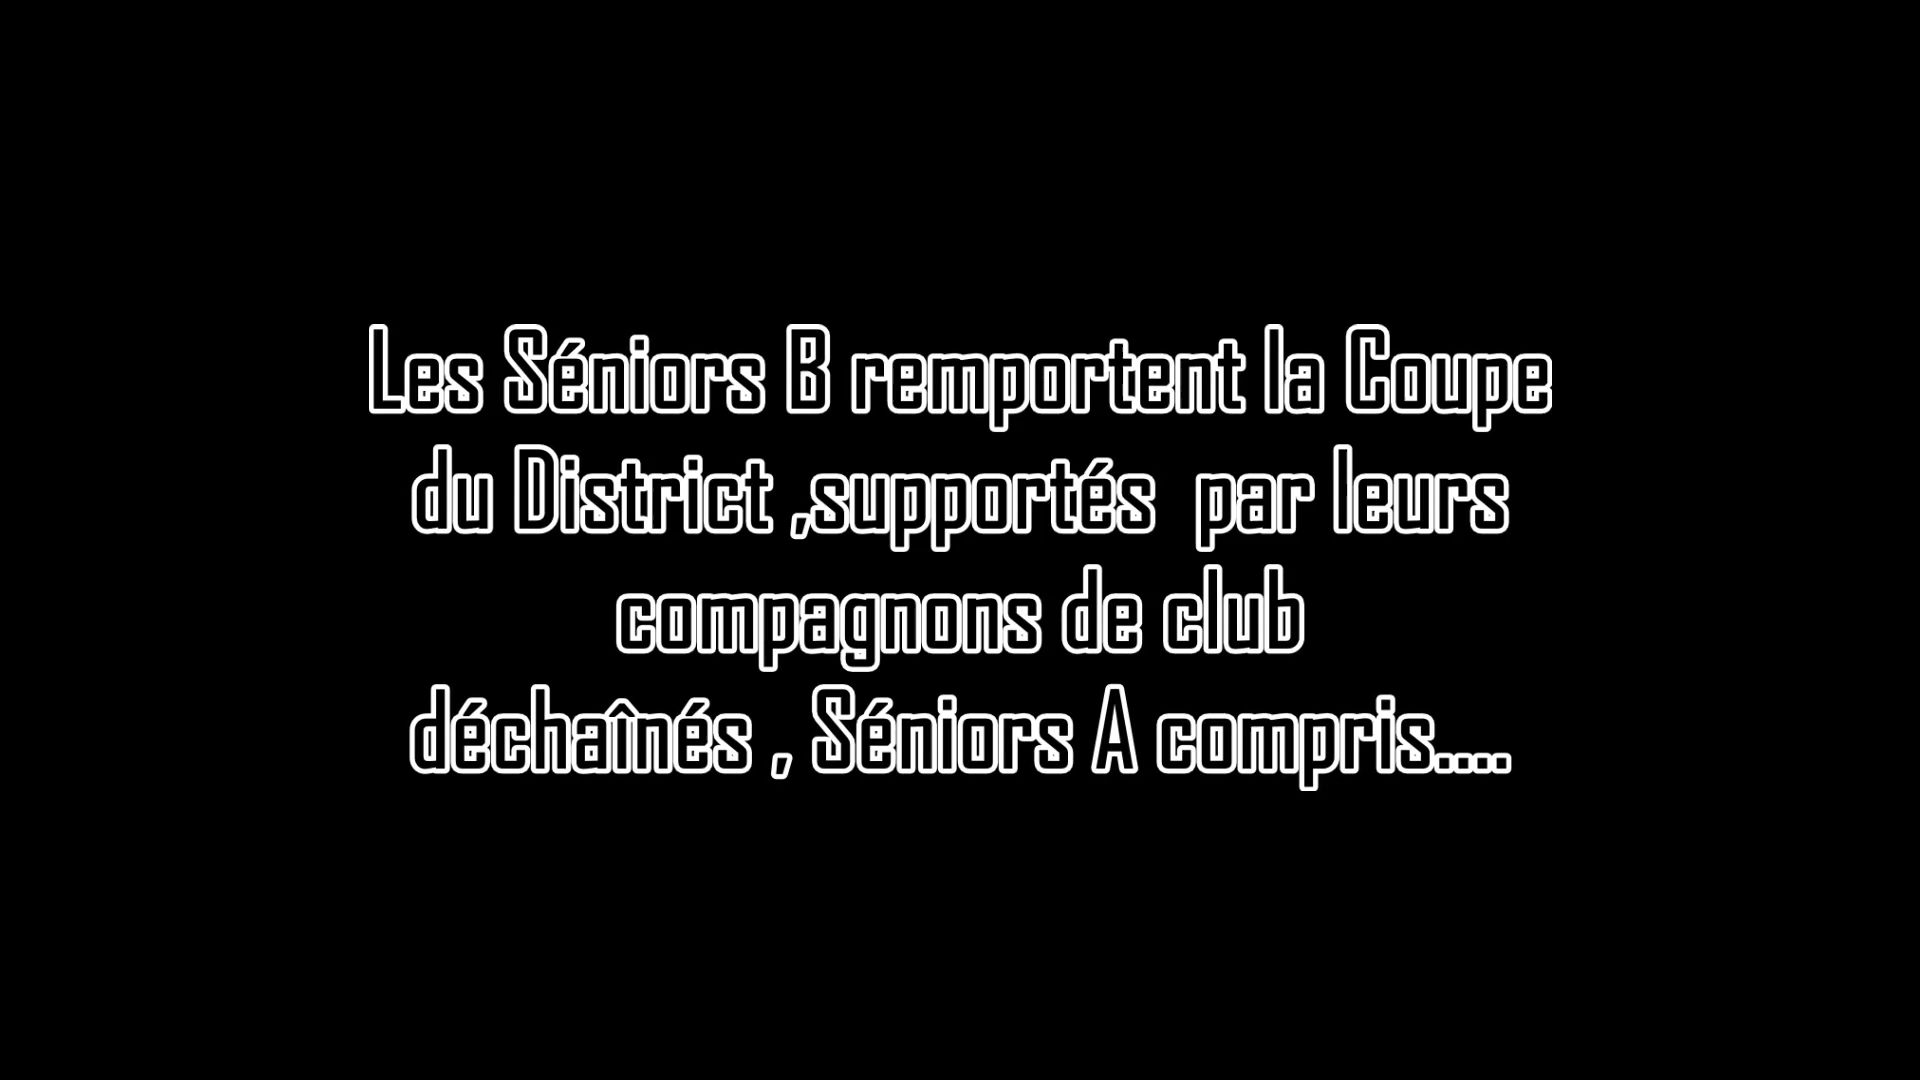 Les Séniors B remportent la Coupe
du District ,supportés  par leurs
compagnons de club
déchaînés , Séniors A compris....